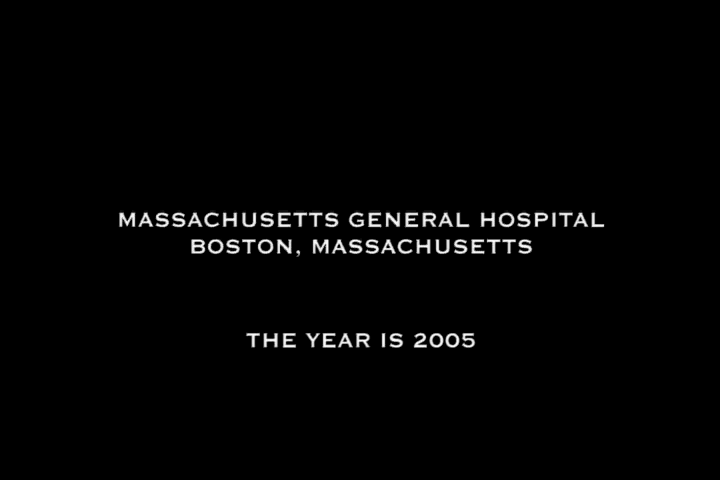 MASSACHUSETTS GENERAL HOSPITAL
BOSTON, MASSACHUSETTS
THE YEAR IS 2005